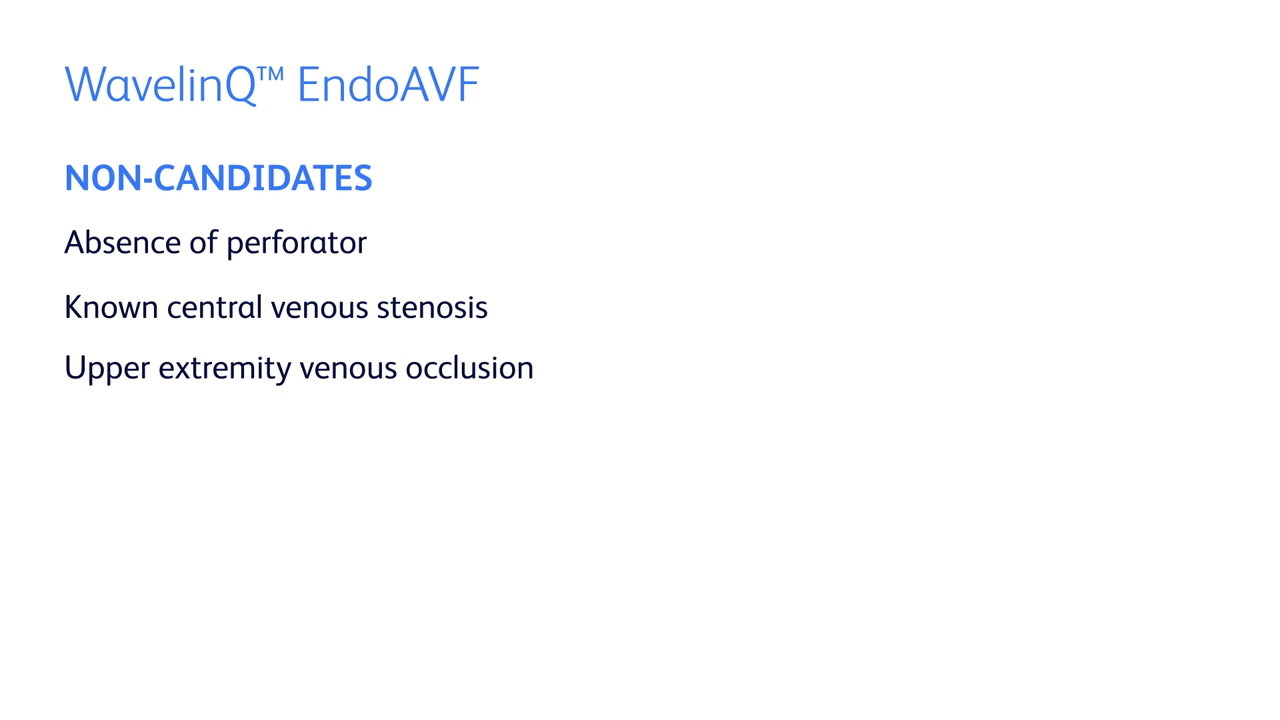 WavelinQ™ EndoAVF
NON-CANDIDATES
Absence of perforator
Known central venous stenosis
Upper extremity venous occlusion